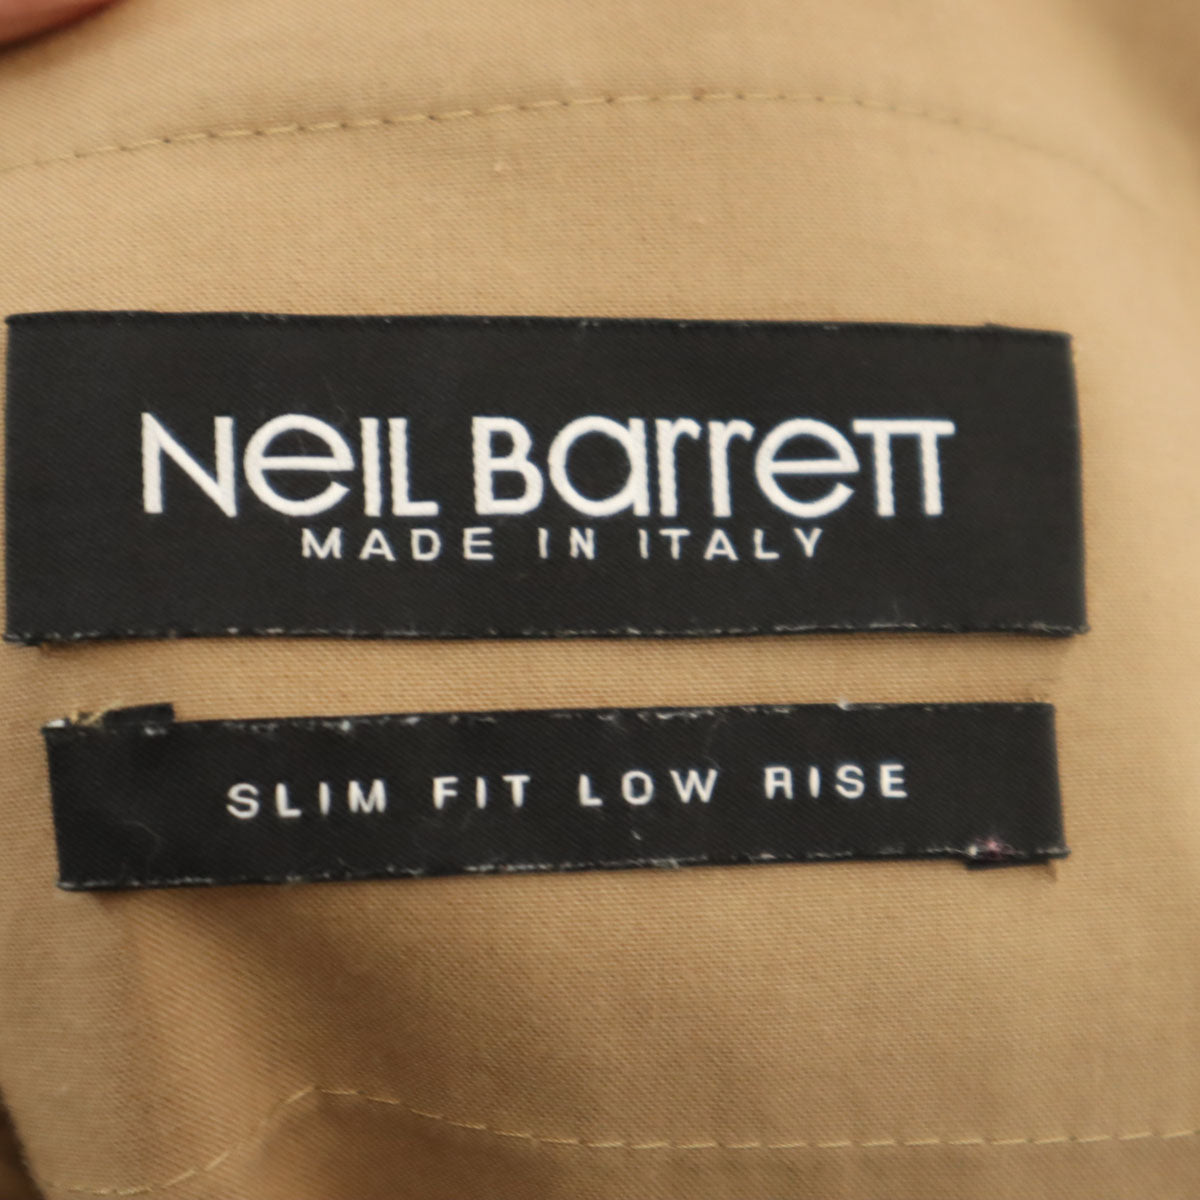 Neil Barrett
MADE IN ITALY
SLIM FIT LOW RISE